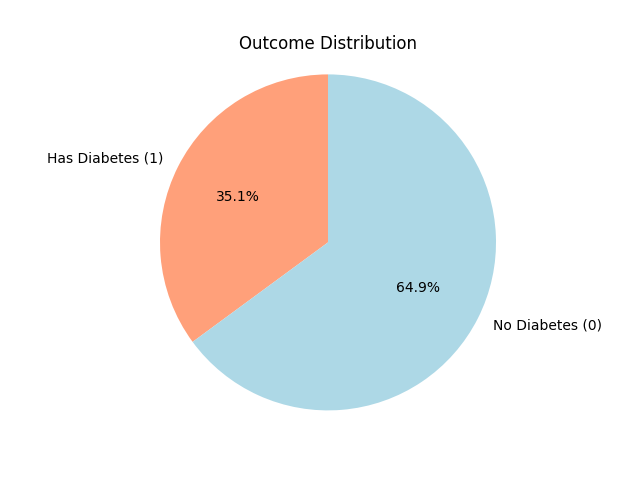 Outcome Distribution
Has Diabetes (1)
35.1%
64.9%
No Diabetes (0)